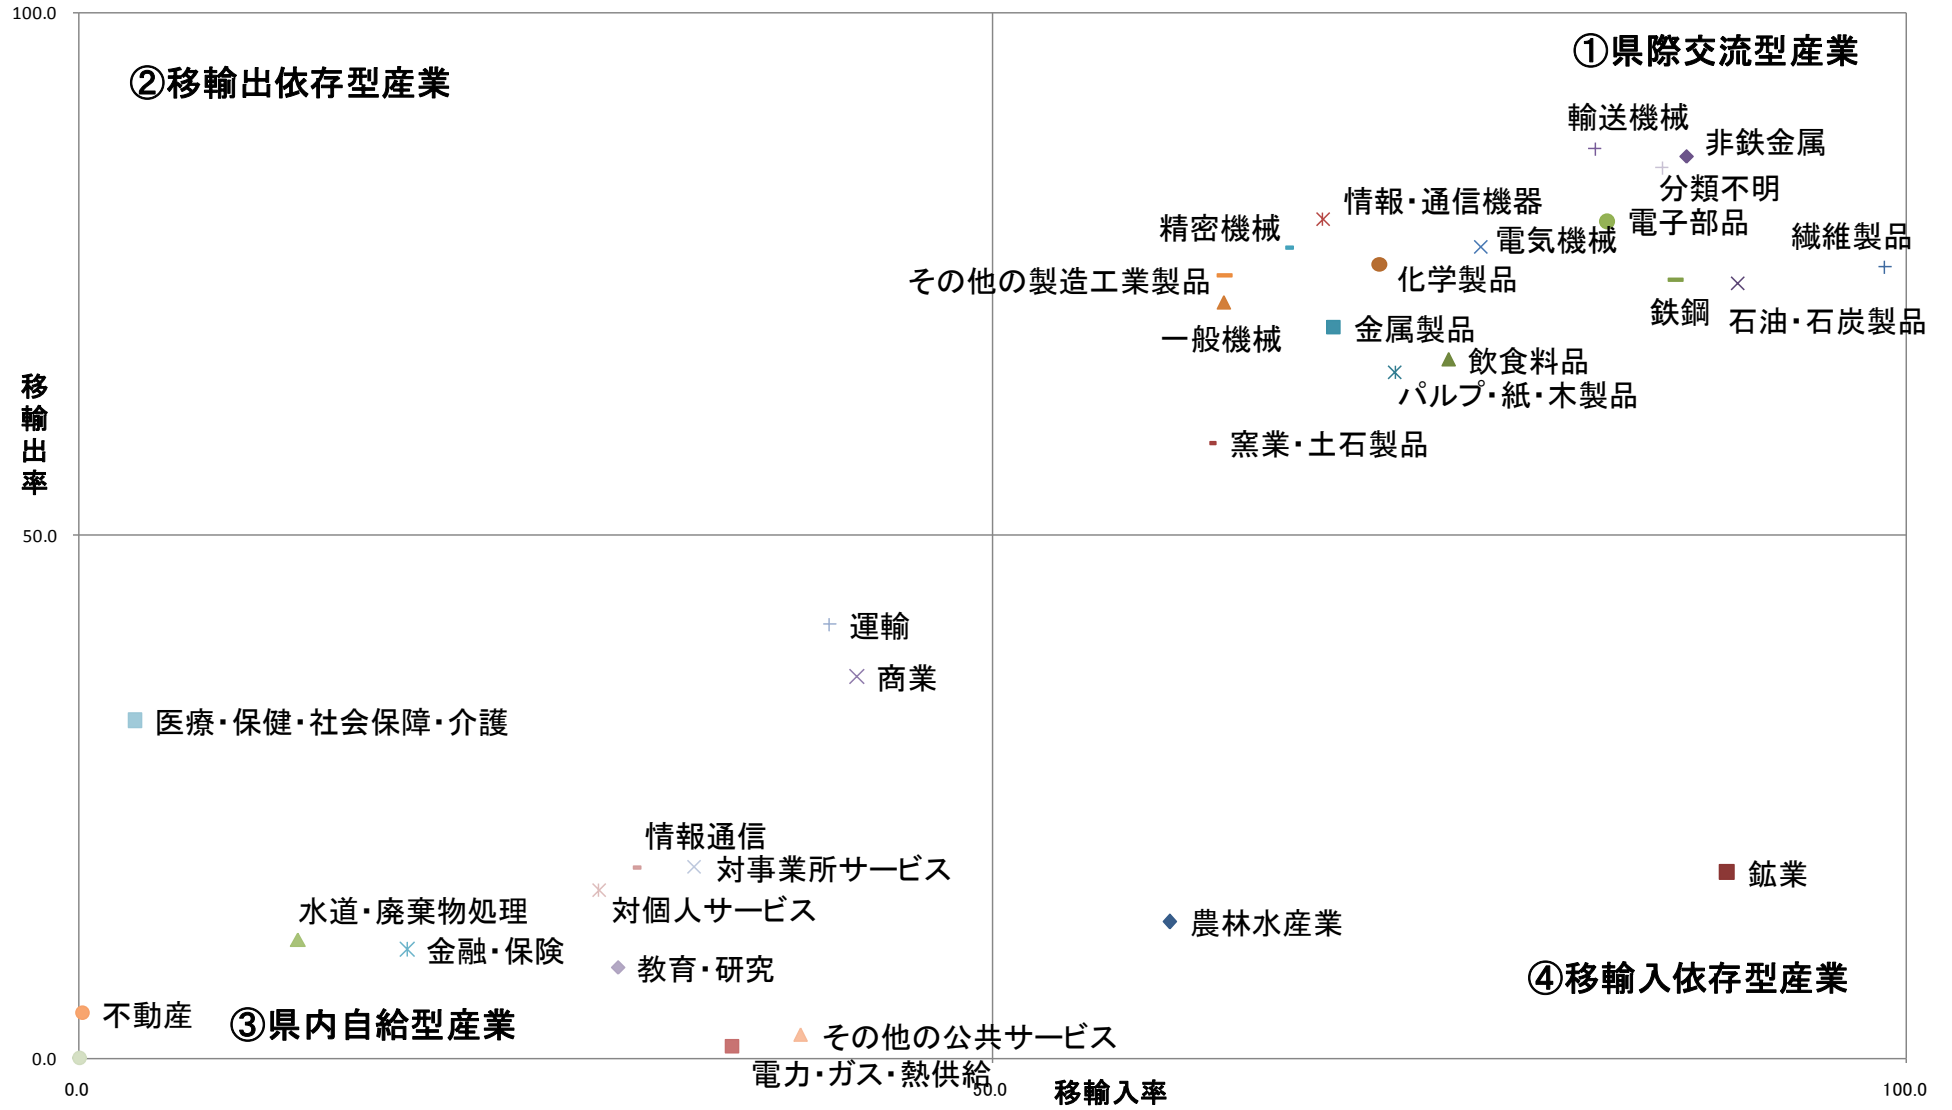 100.0
①県際交流型産業
②移輸出依存型産業
輸送機械
非鉄金属
分類不明
情報・通信機器
精密機械
電子部品
電気機械
繊維製品
その他の製造工業製品
化学製品
鉄鋼
石油・石炭製品
一般機械
金属製品
飲食料品
パルプ・紙・木製品
移輸出率
窯業・土石製品
50.0
運輸
商業
医療・保健・社会保障・介護
情報通信
対事業所サービス
鉱業
水道・廃棄物処理
対個人サービス
農林水産業
金融・保険
教育・研究
④移輸入依存型産業
不動産
③県内自給型産業
その他の公共サービス
0.0
電力・ガス・熱供給
0.0
50.0
移輸入率
100.0